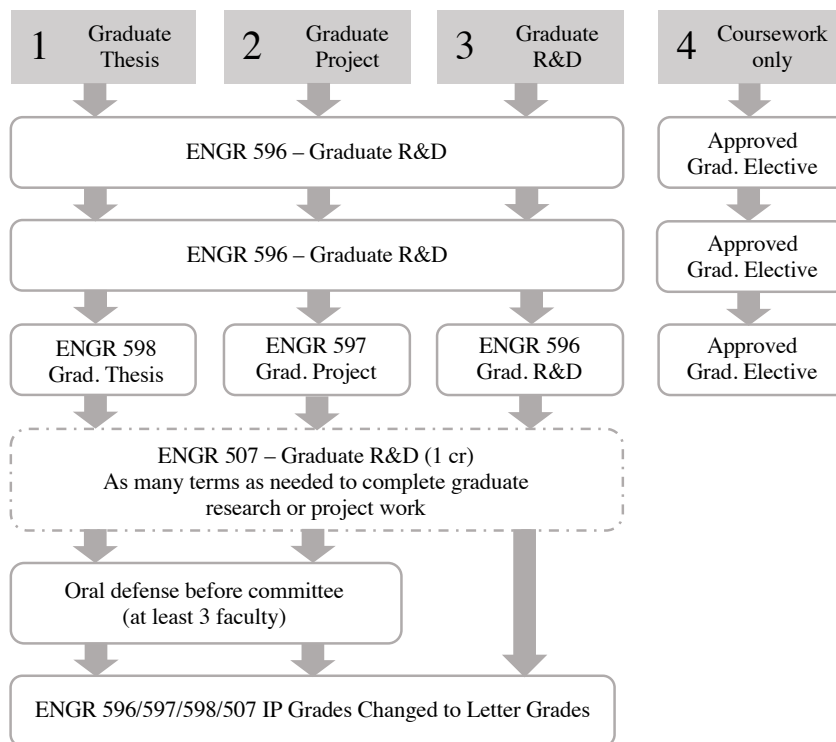 1 Graduate Thesis
2 Graduate Project
3 Graduate R&D
4 Coursework only
ENGR 596 – Graduate R&D
Approved
Grad. Elective
ENGR 596 – Graduate R&D
Approved
Grad. Elective
ENGR 598
Grad. Thesis
ENGR 597
Grad. Project
ENGR 596
Grad. R&D
Approved
Grad. Elective
ENGR 507 – Graduate R&D (1 cr)
As many terms as needed to complete graduate
research or project work
Oral defense before committee
(at least 3 faculty)
ENGR 596/597/598/507 IP Grades Changed to Letter Grades